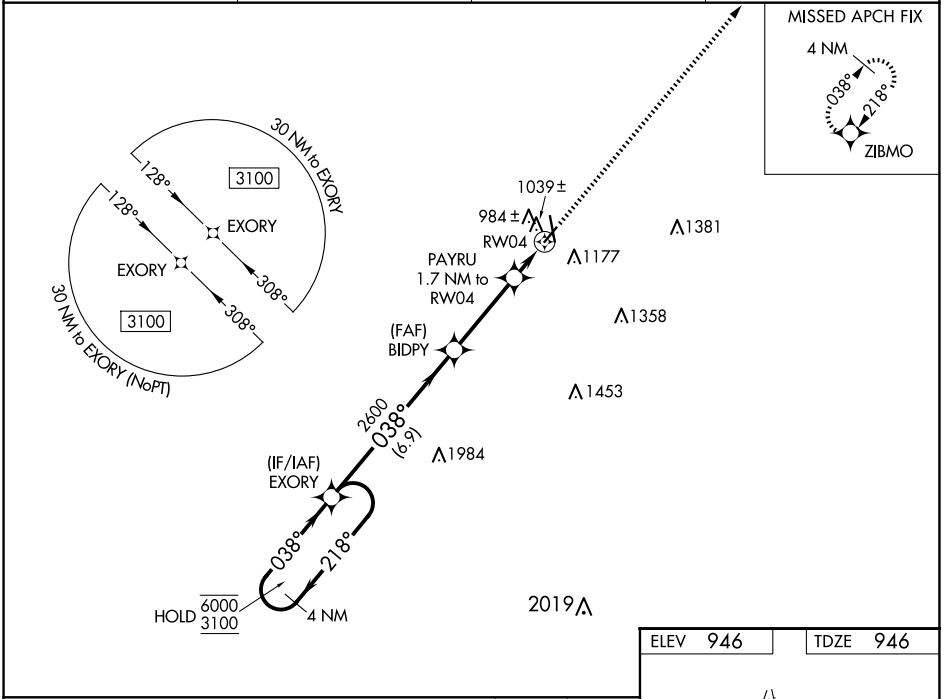 MISSED APCH FIX
4 NM
038°
218°
ZIBMO
30 NM to EXORY
128°
3100
EXORY
308°
128°
EXORY
308°
3100
30 NM to EXORY (NoPT)
1039±
984±
RW04
1177
1381
PAYRU
1.7 NM to
RW04
1358
(FAF)
BIDPY
1453
2600
038°
(6.9)
1984
(IF/IAF)
EXORY
038°
218°
HOLD 6000
3100
4 NM
2019
ELEV 946
TDZE 946